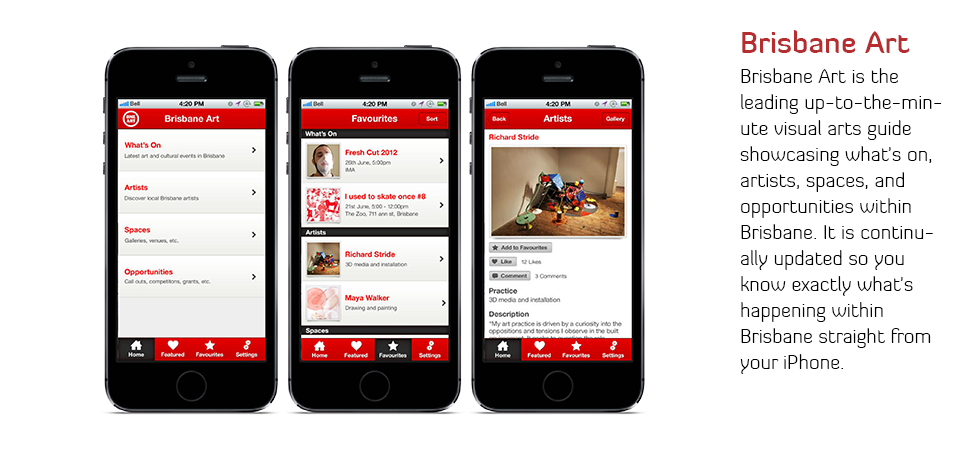 Bell 4:20 PM
BNE ART
Brisbane Art
What's On
Latest art and cultural events in Brisbane
Artists
Discover local Brisbane artists
Spaces
Galleries, venues, etc.
Opportunities
Call outs, competitions, grants, etc.
Home Featured Favourites Settings
Bell 4:20 PM
Favourites Sort
What's On
Fresh Cut 2012
26th June, 5:00pm
IMA
I used to skate once #8
21st June, 5:00 - 12:00pm
The Zoo, 711 ann st, Brisbane
Artists
Richard Stride
3D media and installation
Maya Walker
Drawing and painting
Spaces
Home Featured Favourites Settings
Bell 4:20 PM
Back Artists Gallery
Richard Stride
Add to Favourites
Like 12 Likes
Comment 3 Comments
Practice
3D media and installation
Description
"My art practice is driven by a curiosity into the
oppositions and tensions I observe in the built
Home Featured Favourites Settings
Brisbane Art
Brisbane Art is the
leading up-to-the-min-
ute visual arts guide
showcasing what's on,
artists, spaces, and
opportunities within
Brisbane. It is continu-
ally updated so you
know exactly what's
happening within
Brisbane straight from
your iPhone.